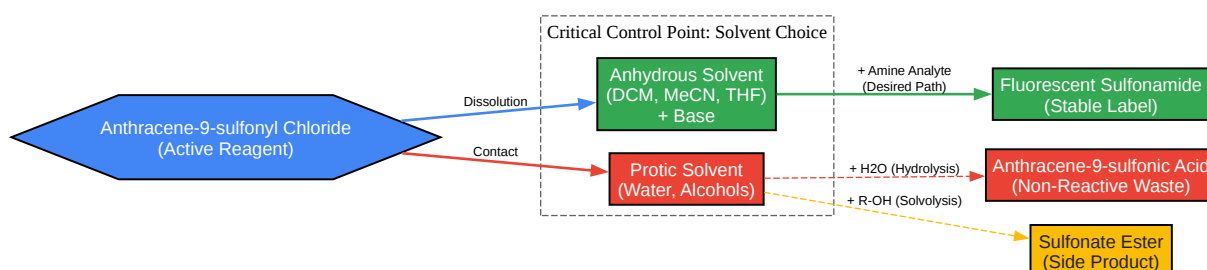 Critical Control Point: Solvent Choice
Anthracene-9-sulfonyl Chloride
(Active Reagent)
Dissolution
Contact
Anhydrous Solvent
(DCM, MeCN, THF)
+ Base
Protic Solvent
(Water, Alcohols)
+ Amine Analyte
(Desired Path)
+ H2O (Hydrolysis)
+ R-OH (Solvolysis)
Fluorescent Sulfonamide
(Stable Label)
Anthracene-9-sulfonic Acid
(Non-Reactive Waste)
Sulfonate Ester
(Side Product)